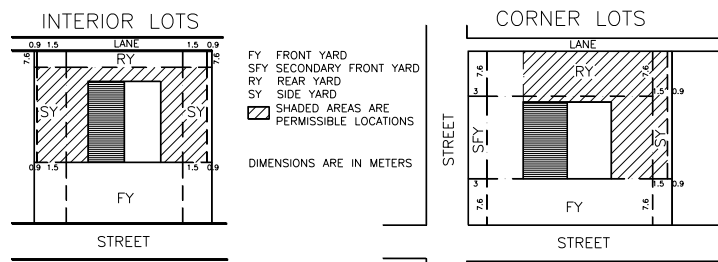 INTERIOR LOTS
0.9 1.5 LANE 1.5 0.9
7.6 RY 7.6
SY SY
0.9 1.5 1.5 0.9
FY
STREET
FY FRONT YARD
SFY SECONDARY FRONT YARD
RY REAR YARD
SY SIDE YARD
SHADED AREAS ARE
PERMISSIBLE LOCATIONS
DIMENSIONS ARE IN METERS
CORNER LOTS
LANE
7.6 RY 7.6
3 1.5 0.9
STREET SFY SY
3 1.5 0.9
7.6 FY 7.6
STREET